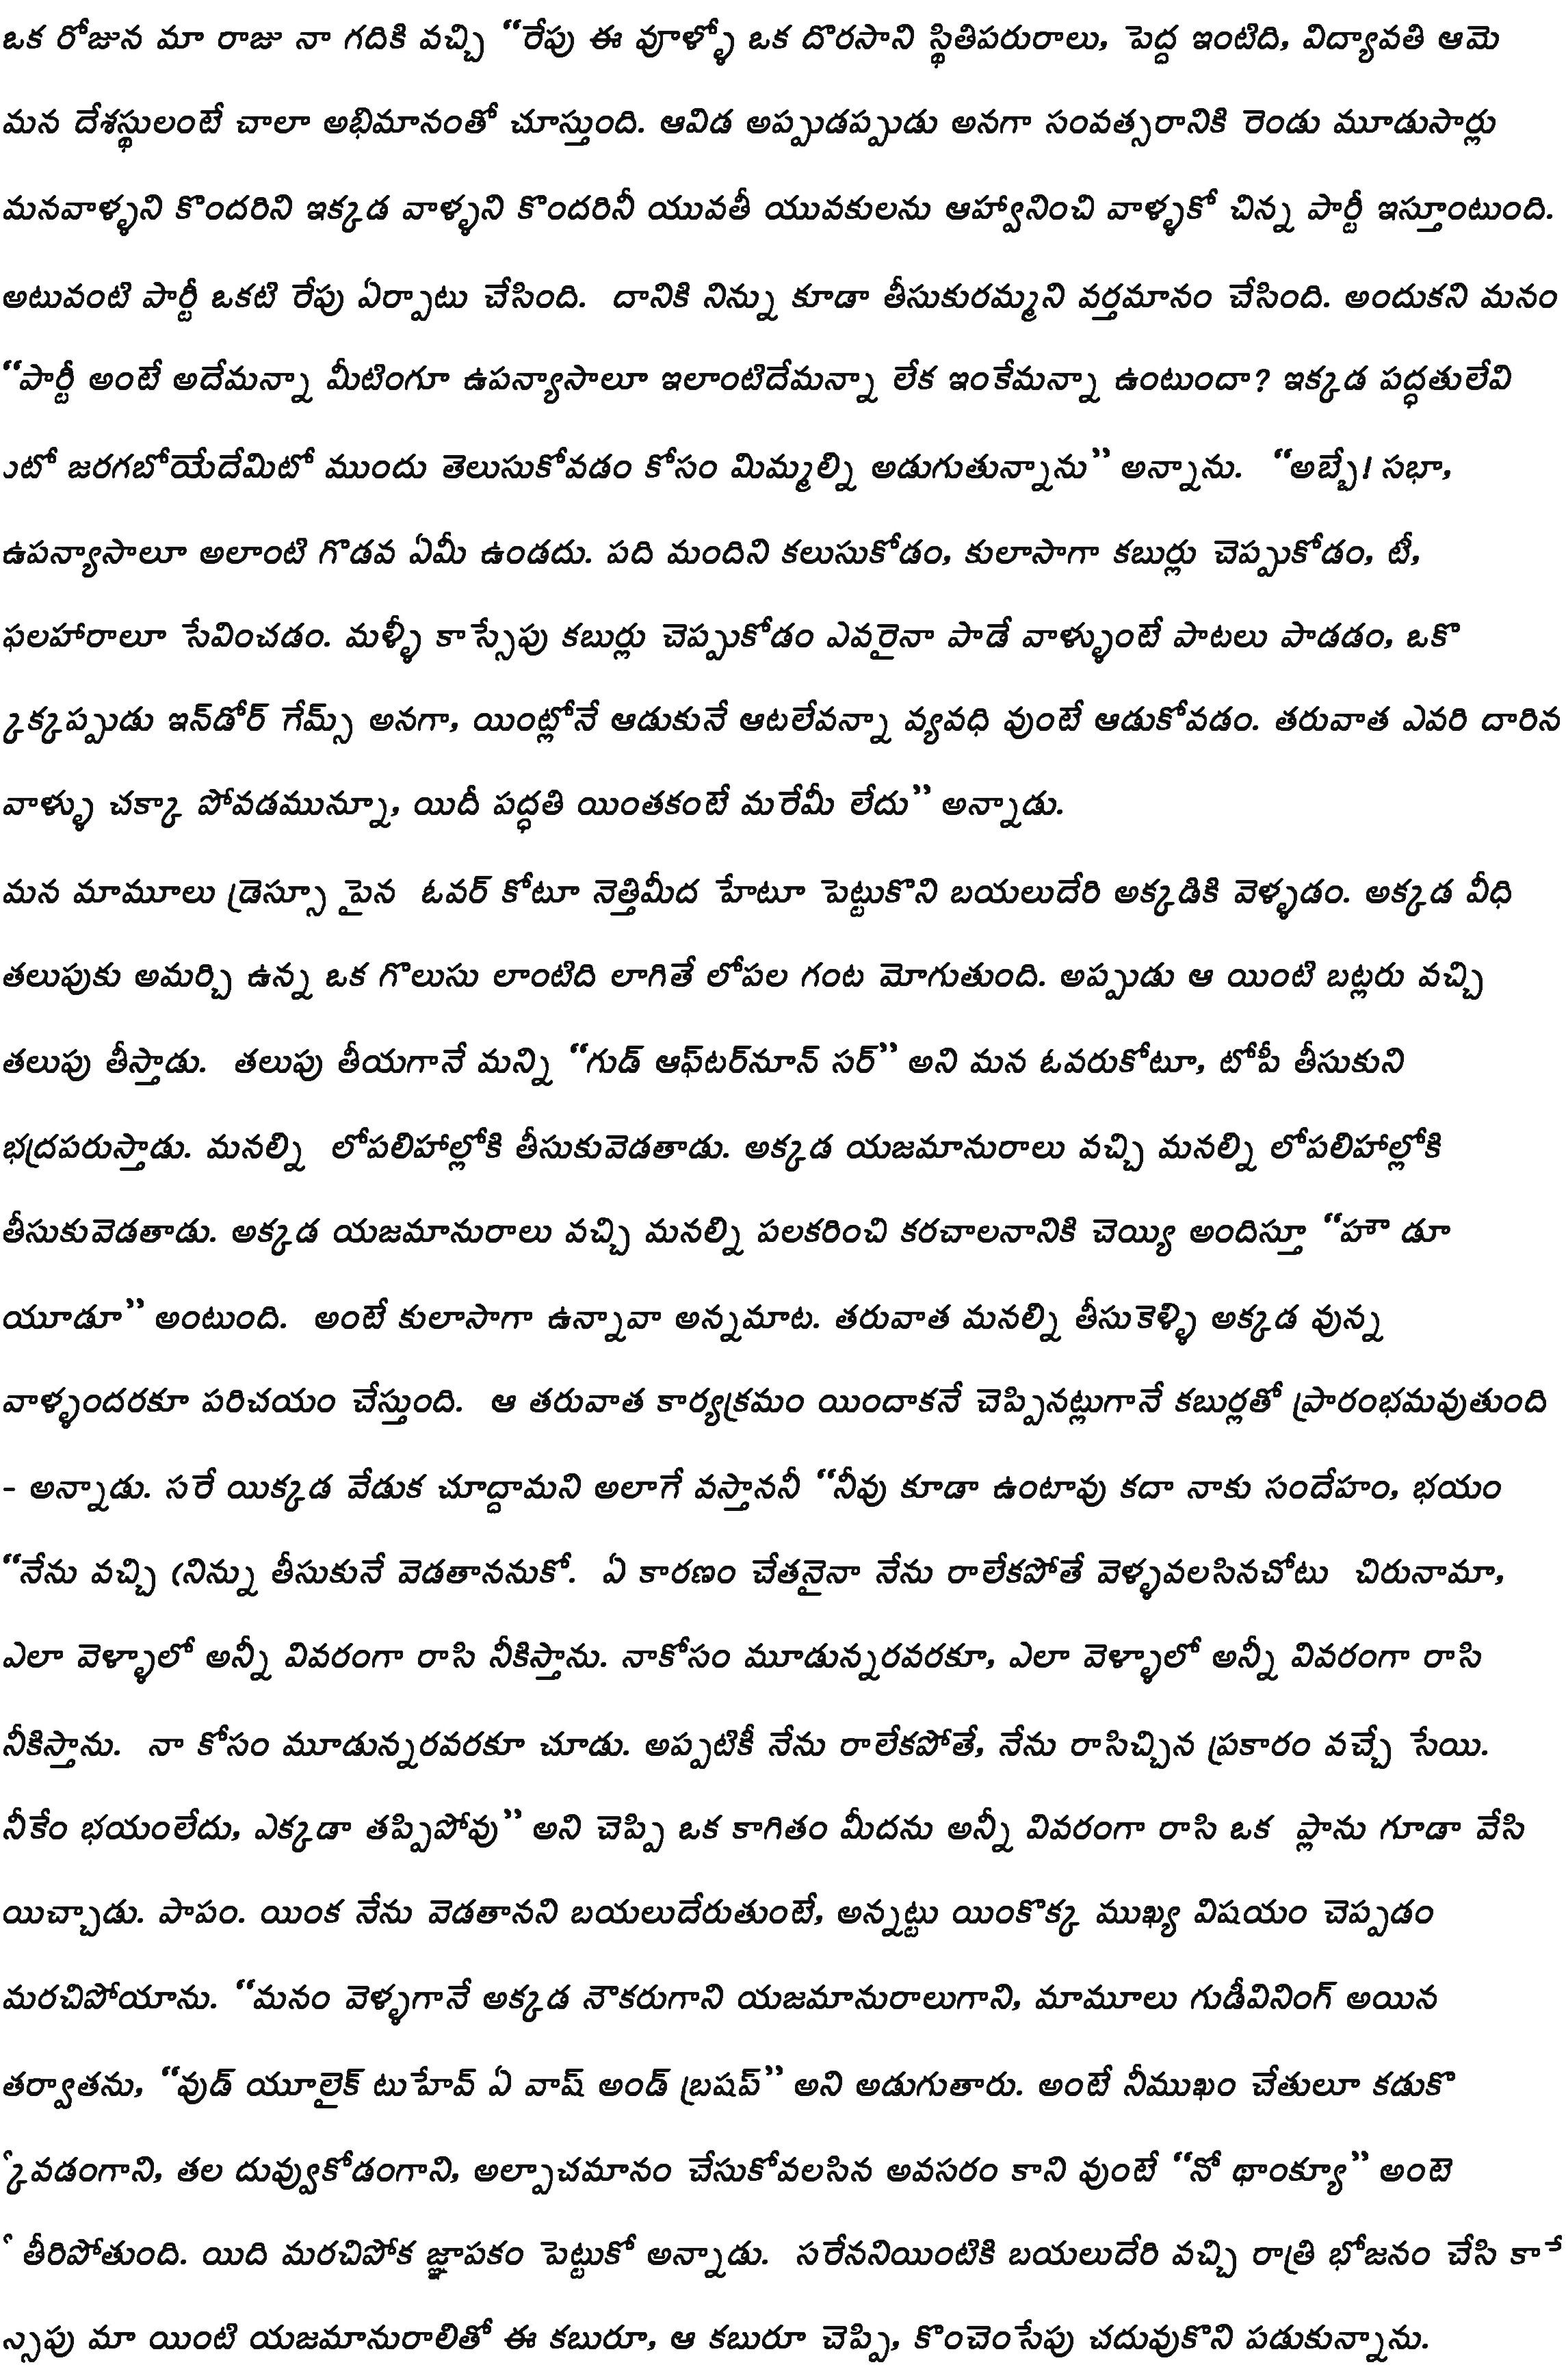 ఒక రోజున మా రాజు నా గదికి వచ్చి “రేపు ఈ వూళ్ళో ఒక దొరసాని స్థితిపరురాలు, పెద్ద ఇంటిది, విద్యావతి ఆమె
మన దేశస్థులంటే చాలా అభిమానంతో చూస్తుంది. ఆవిడ అప్పుడప్పుడు అనగా సంవత్సరానికి రెండు మూడుసార్లు
మనవాళ్ళని కొందరిని ఇక్కడ వాళ్ళని కొందరినీ యువతీ యువకులను ఆహ్వానించి వాళ్ళకో చిన్న పార్టీ ఇస్తూంటుంది.
అటువంటి పార్టీ ఒకటి రేపు ఏర్పాటు చేసింది. దానికి నిన్ను కూడా తీసుకురమ్మని వర్తమానం చేసింది. అందుకని మనం
“పార్టీ అంటే అదేమన్నా మీటింగూ ఉపన్యాసాలూ ఇలాంటిదేమన్నా లేక ఇంకేమన్నా ఉంటుందా? ఇక్కడ పద్ధతులేవి
ుటో జరగబోయేదేమిటో ముందు తెలుసుకోవడం కోసం మిమ్మల్ని అడుగుతున్నాను” అన్నాను. “అబ్బే! సభా,
ఉపన్యాసాలూ అలాంటి గొడవ ఏమీ ఉండదు. పది మందిని కలుసుకోడం, కులాసాగా కబుర్లు చెప్పుకోడం, టీ,
ఫలహారాలూ సేవించడం. మళ్ళీ కాస్సేపు కబుర్లు చెప్పుకోడం ఎవరైనా పాడే వాళ్ళుంటే పాటలు పాడడం, ఒకొ
్కక్కప్పుడు ఇన్‌డోర్ గేమ్స్ అనగా, యింట్లోనే ఆడుకునే ఆటలేవన్నా వ్యవధి వుంటే ఆడుకోవడం. తరువాత ఎవరి దారిన
వాళ్ళు చక్కా పోవడమున్నూ, యిదీ పద్ధతి యింతకంటే మరేమీ లేదు” అన్నాడు.
మన మామూలు డ్రెస్సూ పైన ఓవర్ కోటూ నెత్తిమీద హేటూ పెట్టుకొని బయలుదేరి అక్కడికి వెళ్ళడం. అక్కడ వీధి
తలుపుకు అమర్చి ఉన్న ఒక గొలుసు లాంటిది లాగితే లోపల గంట మోగుతుంది. అప్పుడు ఆ యింటి బట్లరు వచ్చి
తలుపు తీస్తాడు. తలుపు తీయగానే మన్ని “గుడ్ ఆఫ్‌టర్‌నూన్ సర్” అని మన ఓవరుకోటూ, టోపీ తీసుకుని
భద్రపరుస్తాడు. మనల్ని లోపలిహాల్లోకి తీసుకువెడతాడు. అక్కడ యజమానురాలు వచ్చి మనల్ని లోపలిహాల్లోకి
తీసుకువెడతాడు. అక్కడ యజమానురాలు వచ్చి మనల్ని పలకరించి కరచాలనానికి చెయ్యి అందిస్తూ “హౌ డూ
యూడూ” అంటుంది. అంటే కులాసాగా ఉన్నావా అన్నమాట. తరువాత మనల్ని తీసుకెళ్ళి అక్కడ వున్న
వాళ్ళందరకూ పరిచయం చేస్తుంది. ఆ తరువాత కార్యక్రమం యిందాకనే చెప్పినట్లుగానే కబుర్లతో ప్రారంభమవుతుంది
- అన్నాడు. సరే యిక్కడ వేడుక చూద్దామని అలాగే వస్తాననీ “నీవు కూడా ఉంటావు కదా నాకు సందేహం, భయం
“నేను వచ్చి (నిన్ను తీసుకునే వెడతాననుకో. ఏ కారణం చేతనైనా నేను రాలేకపోతే వెళ్ళవలసినచోటు చిరునామా,
ఎలా వెళ్ళాలో అన్నీ వివరంగా రాసి నీకిస్తాను. నాకోసం మూడున్నరవరకూ, ఎలా వెళ్ళాలో అన్నీ వివరంగా రాసి
నీకిస్తాను. నా కోసం మూడున్నరవరకూ చూడు. అప్పటికీ నేను రాలేకపోతే, నేను రాసిచ్చిన ప్రకారం వచ్చే సేయి.
నీకేం భయంలేదు, ఎక్కడా తప్పిపోవు” అని చెప్పి ఒక కాగితం మీదను అన్నీ వివరంగా రాసి ఒక ప్లాను గూడా వేసి
యిచ్చాడు. పాపం. యింక నేను వెడతానని బయలుదేరుతుంటే, అన్నట్టు యింకొక్క ముఖ్య విషయం చెప్పడం
మరచిపోయాను. “మనం వెళ్ళగానే అక్కడ నౌకరుగాని యజమానురాలుగాని, మామూలు గుడీవినింగ్ అయిన
తర్వాతను, “వుడ్ యూలైక్ టుహేవ్ ఏ వాష్ అండ్ బ్రషప్” అని అడుగుతారు. అంటే నీముఖం చేతులూ కడుకొ
్కేవడంగాని, తల దువ్వుకోడంగాని, అల్పాచమానం చేసుకోవలసిన అవసరం కాని వుంటే “నో థాంక్యూ” అంటె
ీ తీరిపోతుంది. యిది మరచిపోక జ్ఞాపకం పెట్టుకో అన్నాడు. సరేననియింటికి బయలుదేరి వచ్చి రాత్రి భోజనం చేసి కాే
స్సపు మా యింటి యజమానురాలితో ఈ కబురూ, ఆ కబురూ చెప్పి, కొంచెంసేపు చదువుకొని పడుకున్నాను.